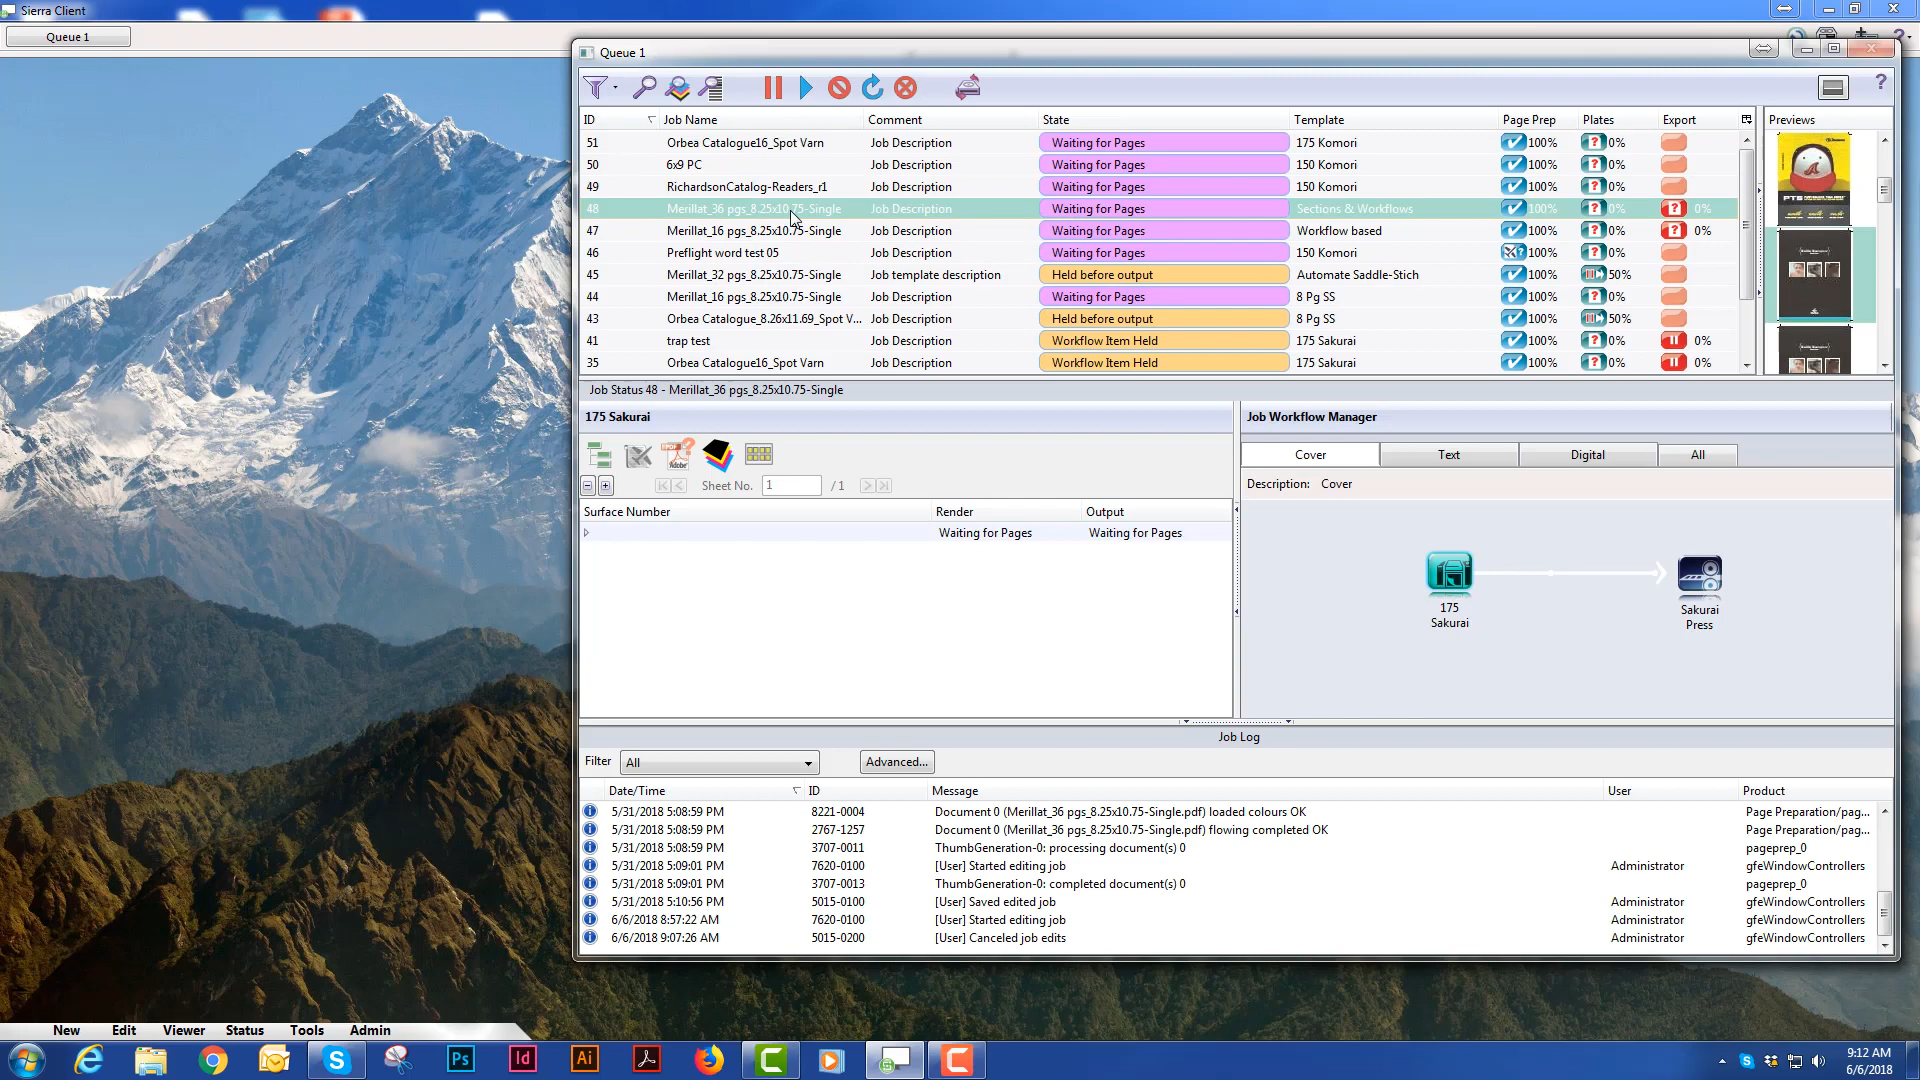 Sierra Client
Queue 1
Queue 1
ID Job Name Comment State Template Page Prep Plates Export Previews
51 Orbea Catalogue16_Spot Varn Job Description Waiting for Pages 175 Komori 100% 0%
50 6x9 PC Job Description Waiting for Pages 150 Komori 100% 0%
49 RichardsonCatalog-Readers_r1 Job Description Waiting for Pages 150 Komori 100% 0%
48 Merillat_36 pgs_8.25x10.75-Single Job Description Waiting for Pages Sections & Workflows 100% 0% 0%
47 Merillat_16 pgs_8.25x10.75-Single Job Description Waiting for Pages Workflow based 100% 0% 0%
46 Preflight word test 05 Job Description Waiting for Pages 150 Komori 100% 0%
45 Merillat_32 pgs_8.25x10.75-Single Job template description Held before output Automate Saddle-Stich 100% 50%
44 Merillat_16 pgs_8.25x10.75-Single Job Description Waiting for Pages 8 Pg SS 100% 0%
43 Orbea Catalogue_8.26x11.69_Spot V... Job Description Held before output 8 Pg SS 100% 50%
41 trap test Job Description Workflow Item Held 175 Sakurai 100% 0% 0%
35 Orbea Catalogue16_Spot Varn Job Description Workflow Item Held 175 Sakurai 100% 0% 0%
PTS
Job Status 48 - Merillat_36 pgs_8.25x10.75-Single
175 Sakurai
Adobe
Sheet No. 1 / 1
Surface Number Render Output
Waiting for Pages Waiting for Pages
Job Workflow Manager
Cover Text Digital All
Description: Cover
175 Sakurai
Sakurai Press
Job Log
Filter All Advanced...
Date/Time ID Message User Product
5/31/2018 5:08:59 PM 8221-0004 Document 0 (Merillat_36 pgs_8.25x10.75-Single.pdf) loaded colours OK Page Preparation/pag...
5/31/2018 5:08:59 PM 2767-1257 Document 0 (Merillat_36 pgs_8.25x10.75-Single.pdf) flowing completed OK Page Preparation/pag...
5/31/2018 5:08:59 PM 3707-0011 ThumbGeneration-0: processing document(s) 0 pageprep_0
5/31/2018 5:09:01 PM 7620-0100 [User] Started editing job Administrator gfeWindowControllers
5/31/2018 5:09:01 PM 3707-0013 ThumbGeneration-0: completed document(s) 0 pageprep_0
5/31/2018 5:10:56 PM 5015-0100 [User] Saved edited job Administrator gfeWindowControllers
6/6/2018 8:57:22 AM 7620-0100 [User] Started editing job Administrator gfeWindowControllers
6/6/2018 9:07:26 AM 5015-0200 [User] Canceled job edits Administrator gfeWindowControllers
New Edit Viewer Status Tools Admin
Ps Id Ai
9:12 AM
6/6/2018